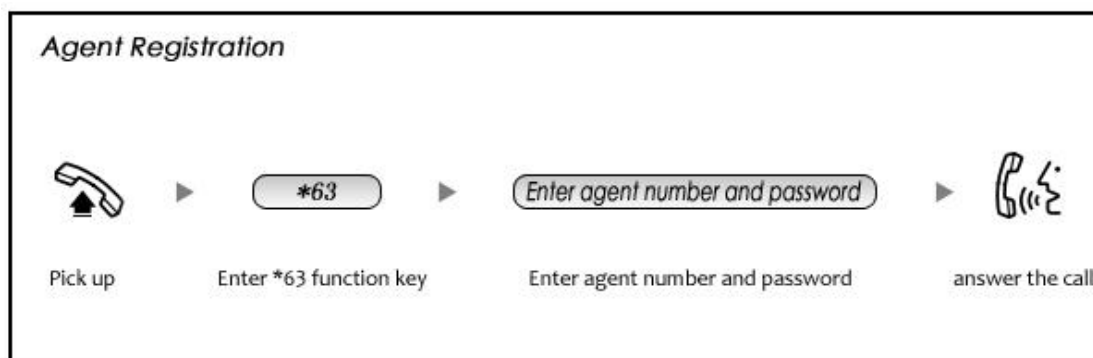 Agent Registration
*63
Enter agent number and password
Pick up
Enter *63 function key
Enter agent number and password
answer the call